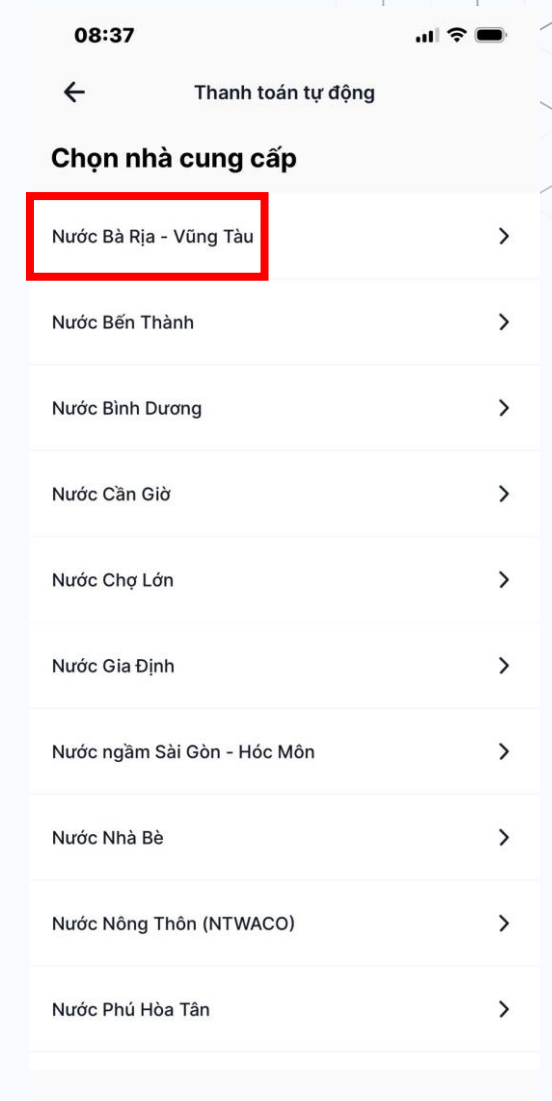 08:37
Thanh toán tự động
Chọn nhà cung cấp
Nước Bà Rịa - Vũng Tàu
Nước Bến Thành
Nước Bình Dương
Nước Cần Giờ
Nước Chợ Lớn
Nước Gia Định
Nước ngầm Sài Gòn - Hóc Môn
Nước Nhà Bè
Nước Nông Thôn (NTWACO)
Nước Phú Hòa Tân